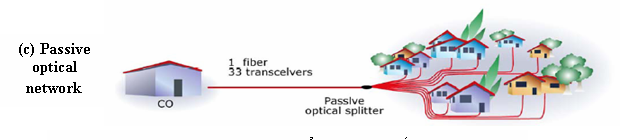 (c) Passive
optical
network
1 fiber
33 transceivers
CO
Passive
optical splitter